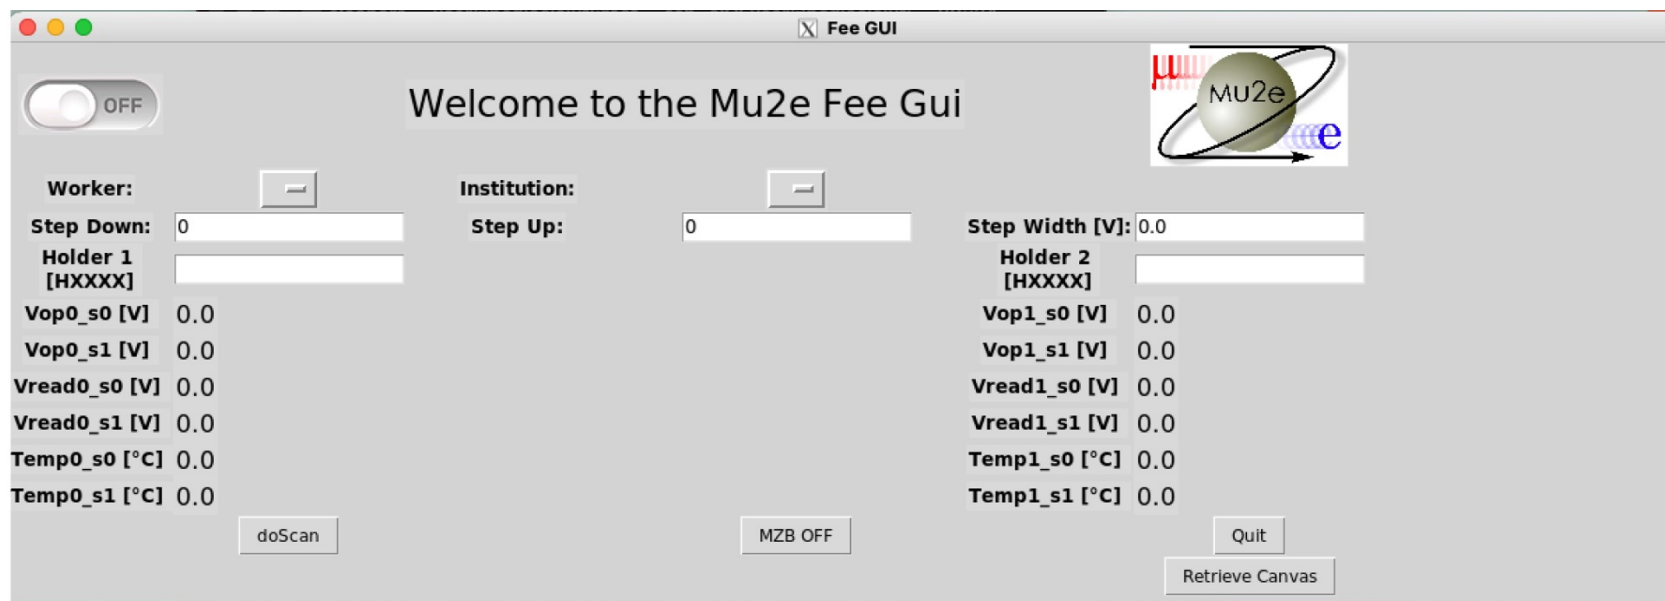 Fee GUI
OFF
Welcome to the Mu2e Fee Gui
μ
Mu2e
e
Worker:
Institution:
Step Down:
0
Step Up:
0
Step Width [V]:
0.0
Holder 1
[HXXXX]
Holder 2
[HXXXX]
Vop0_s0 [V]
0.0
Vop1_s0 [V]
0.0
Vop0_s1 [V]
0.0
Vop1_s1 [V]
0.0
Vread0_s0 [V]
0.0
Vread1_s0 [V]
0.0
Vread0_s1 [V]
0.0
Vread1_s1 [V]
0.0
Temp0_s0 [°C]
0.0
Temp1_s0 [°C]
0.0
Temp0_s1 [°C]
0.0
Temp1_s1 [°C]
0.0
doScan
MZB OFF
Quit
Retrieve Canvas